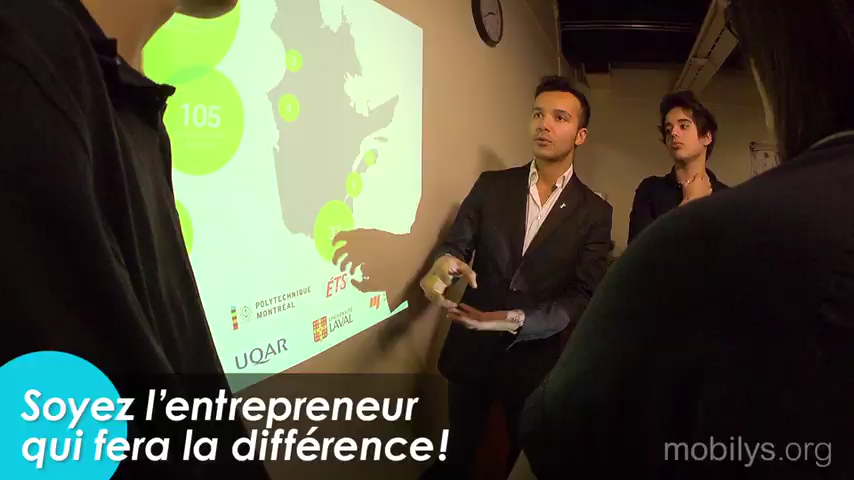 105
POLYTECHNIQUE
MONTRÉAL
ÉTS
UNIVERSITÉ
LAVAL
UQAR
Soyez l'entrepreneur
qui fera la différence!
mobilys.org